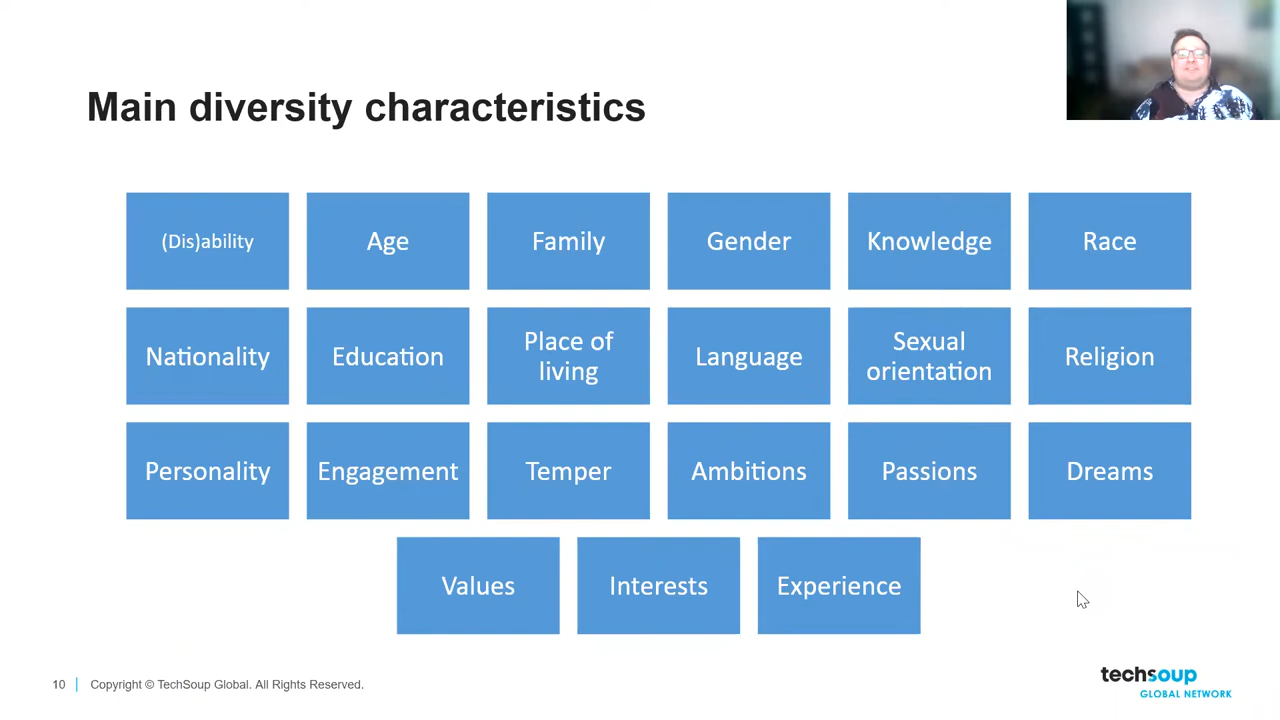 Main diversity characteristics
(Dis)ability
Age
Family
Gender
Knowledge
Race
Nationality
Education
Place of
living
Language
Sexual
orientation
Religion
Personality
Engagement
Temper
Ambitions
Passions
Dreams
Values
Interests
Experience
10
Copyright © TechSoup Global. All Rights Reserved.
techsoup
GLOBAL NETWORK